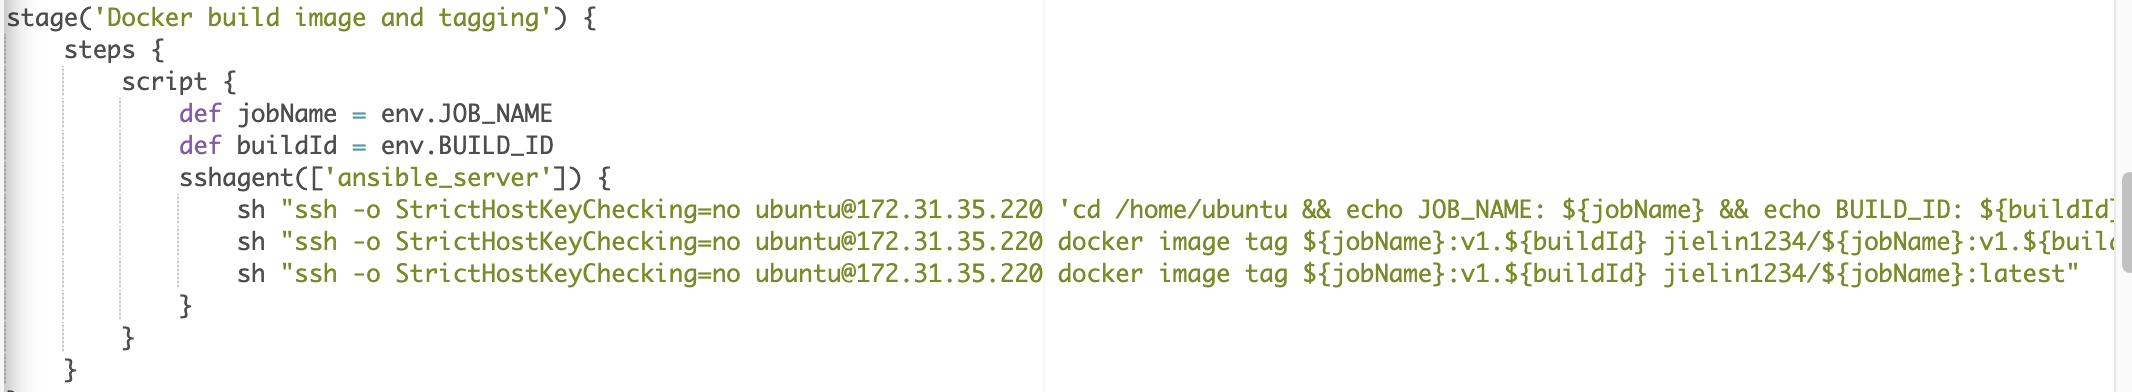 stage('Docker build image and tagging') {
steps {
script {
def jobName = env.JOB_NAME
def buildId = env.BUILD_ID
sshagent(['ansible_server']) {
sh "ssh -o StrictHostKeyChecking=no ubuntu@172.31.35.220 'cd /home/ubuntu && echo JOB_NAME: ${jobName} && echo BUILD_ID: ${buildId}
sh "ssh -o StrictHostKeyChecking=no ubuntu@172.31.35.220 docker image tag ${jobName}:v1.${buildId} jielin1234/${jobName}:v1.${buil
sh "ssh -o StrictHostKeyChecking=no ubuntu@172.31.35.220 docker image tag ${jobName}:v1.${buildId} jielin1234/${jobName}:latest"
}
}
}